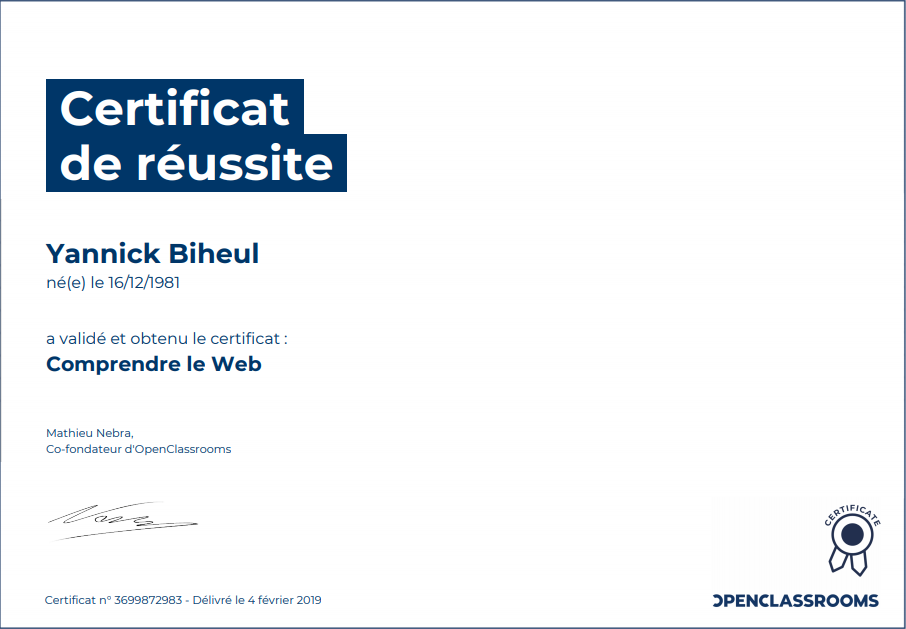 Certificat
de réussite
Yannick Biheul
né(e) le 16/12/1981
a validé et obtenu le certificat :
Comprendre le Web
Mathieu Nebra,
Co-fondateur d'OpenClassrooms
CERTIFICATE
Certificat n° 3699872983 - Délivré le 4 février 2019
OPENCLASSROOMS